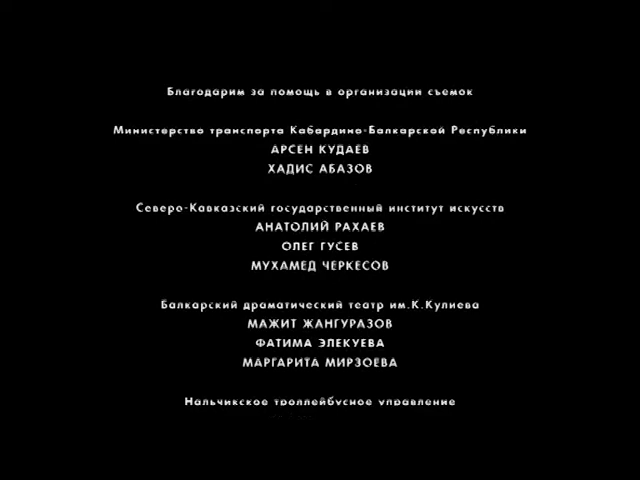 Благодарим за помощь в организации съемок
Министерство транспорта Кабардино-Балкарской Республики
АРСЕН КУДАЕВ
ХАДИС АБАЗОВ
Северо-Кавказский государственный институт искусств
АНАТОЛИЙ РАХАЕВ
ОЛЕГ ГУСЕВ
МУХАМЕД ЧЕРКЕСОВ
Балкарский драматический театр им.К.Кулиева
МАЖИТ ЖАНГУРАЗОВ
ФАТИМА ЭЛЕКУЕВА
МАРГАРИТА МИРЗОЕВА
Нальчикское троллейбусное управление